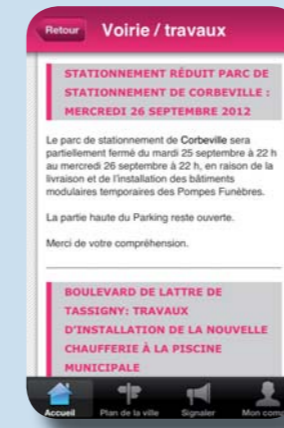 Retour Voirie / travaux
STATIONNEMENT RÉDUIT PARC DE
STATIONNEMENT DE CORBEVILLE :
MERCREDI 26 SEPTEMBRE 2012
Le parc de stationnement de Corbeville sera
partiellement fermé du mardi 25 septembre à 22 h
au mercredi 26 septembre à 22 h, en raison de la
livraison et de l'installation des bâtiments
modulaires temporaires des Pompes Funèbres.
La partie haute du Parking reste ouverte.
Merci de votre compréhension.
BOULEVARD DE LATTRE DE
TASSIGNY: TRAVAUX
D'INSTALLATION DE LA NOUVELLE
CHAUFFERIE À LA PISCINE
MUNICIPALE
Accueil Plan de la ville Signaler Mon comp